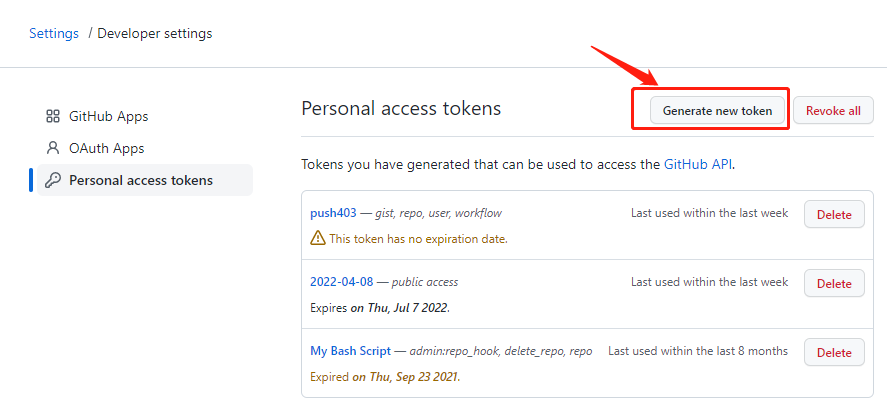 Settings / Developer settings
GitHub Apps
OAuth Apps
Personal access tokens
Personal access tokens
Generate new token
Revoke all
Tokens you have generated that can be used to access the GitHub API.
push403 — gist, repo, user, workflow
Last used within the last week
Delete
This token has no expiration date.
2022-04-08 — public access
Last used within the last week
Delete
Expires on Thu, Jul 7 2022.
My Bash Script — admin:repo_hook, delete_repo, repo
Last used within the last 8 months
Delete
Expired on Thu, Sep 23 2021.